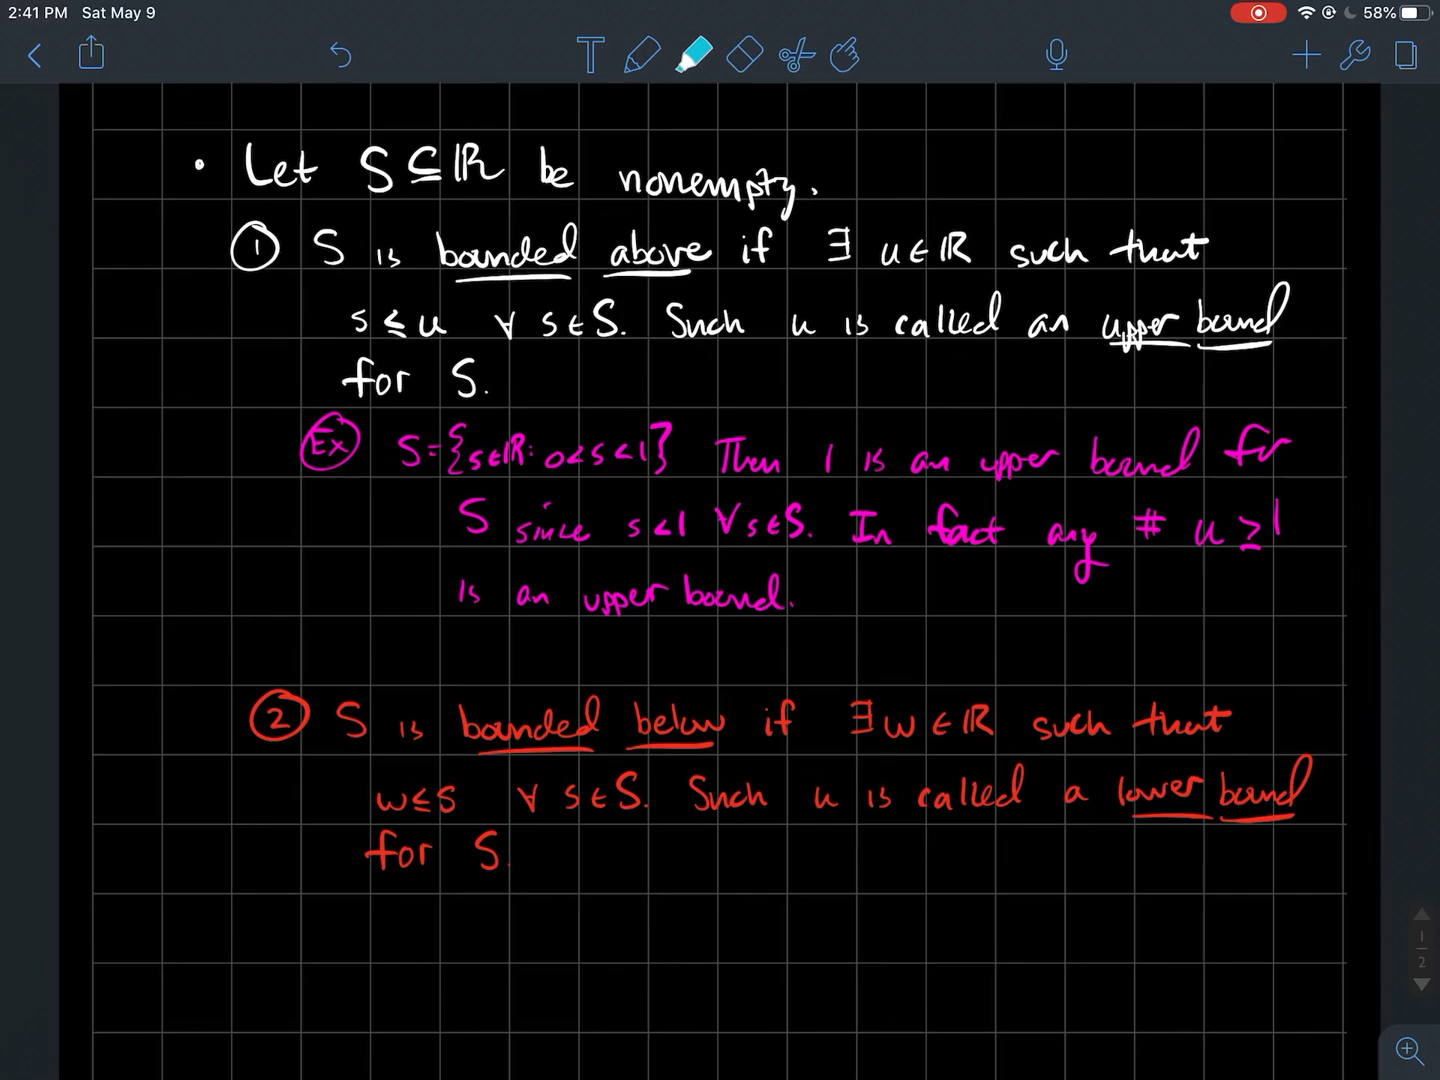 2:41 PM Sat May 9
58%
• Let S ⊆ ℝ be nonempty.
① S is bounded above if ∃ u ∈ ℝ such that
s ≤ u ∀ s ∈ S. Such u is called an upper bound
for S.
Ex S = {s ∈ ℝ : 0 < s < 1} Then 1 is an upper bound for
S since s < 1 ∀ s ∈ S. In fact any # u ≥ 1
is an upper bound.
② S is bounded below if ∃ w ∈ ℝ such that
w ≤ s ∀ s ∈ S. Such u is called a lower bound
for S.
1
2